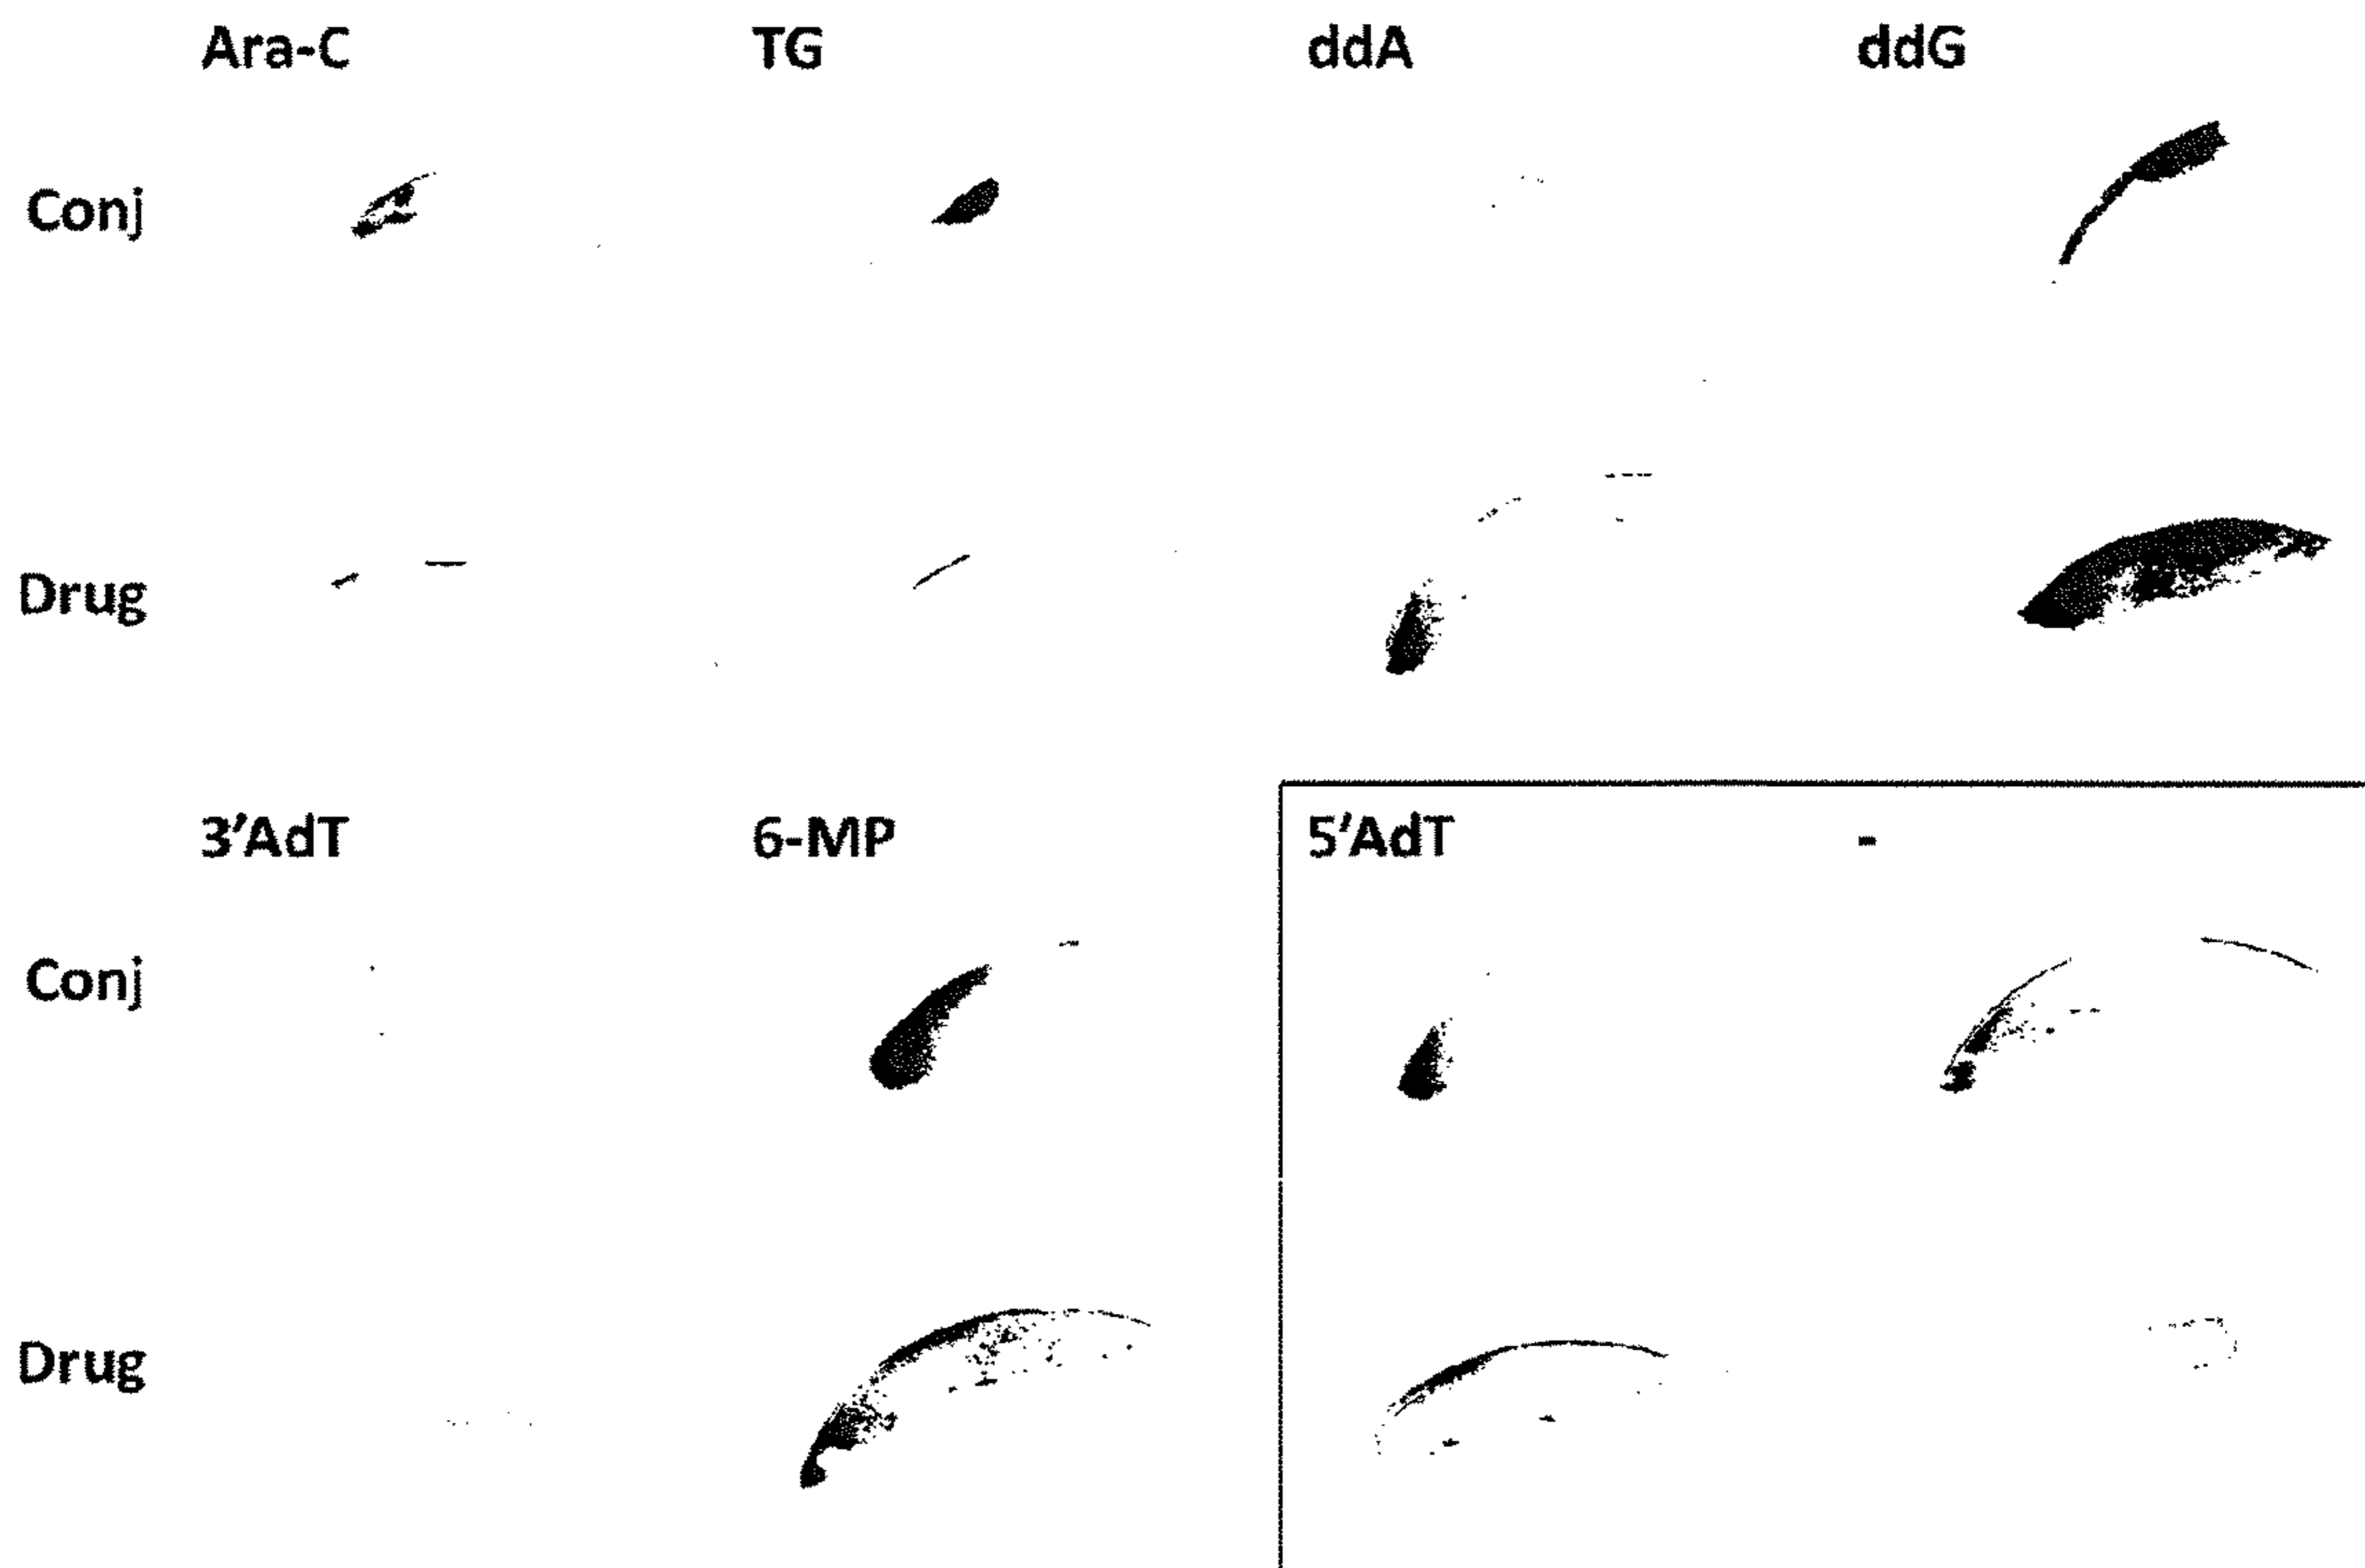 Ara-C TG ddA ddG
Conj
Drug
3'AdT 6-MP 5'AdT -
Conj
Drug